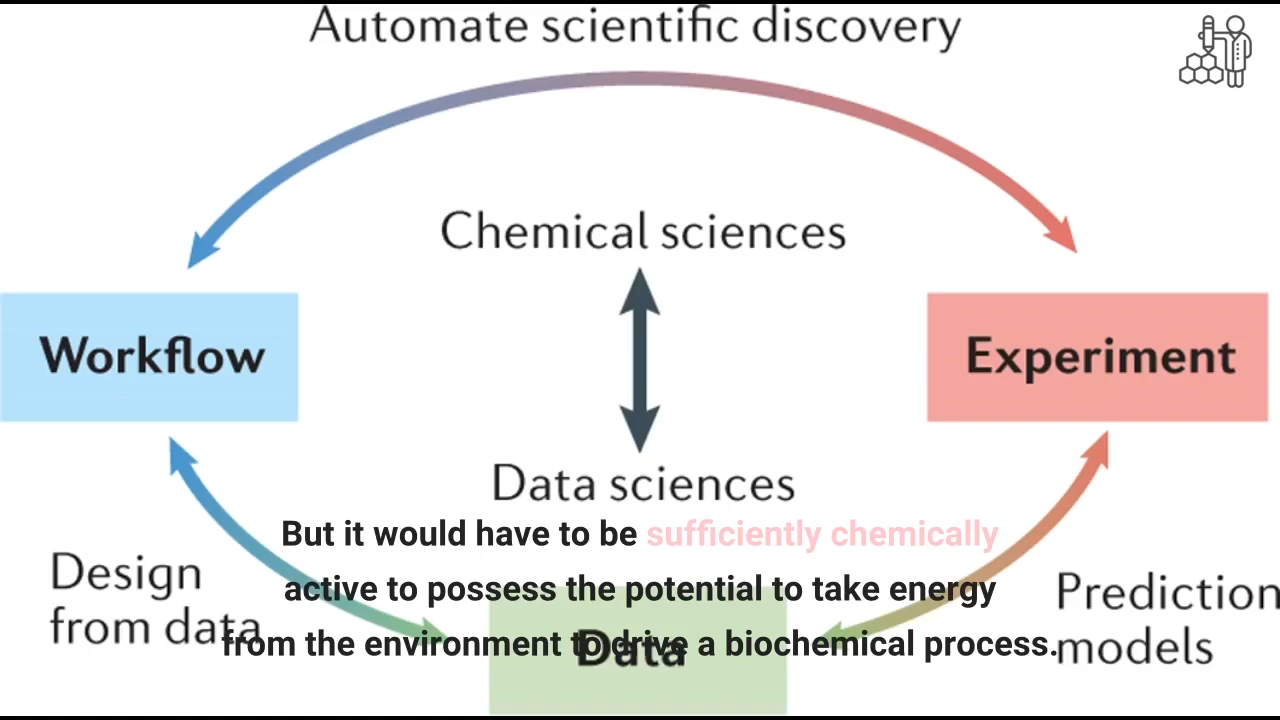 Automate scientific discovery
Chemical sciences
Workflow
Experiment
Data sciences
But it would have to be sufficiently chemically
active to possess the potential to take energy
from the environment to drive a biochemical process.
Design
from data
Data
Prediction
models